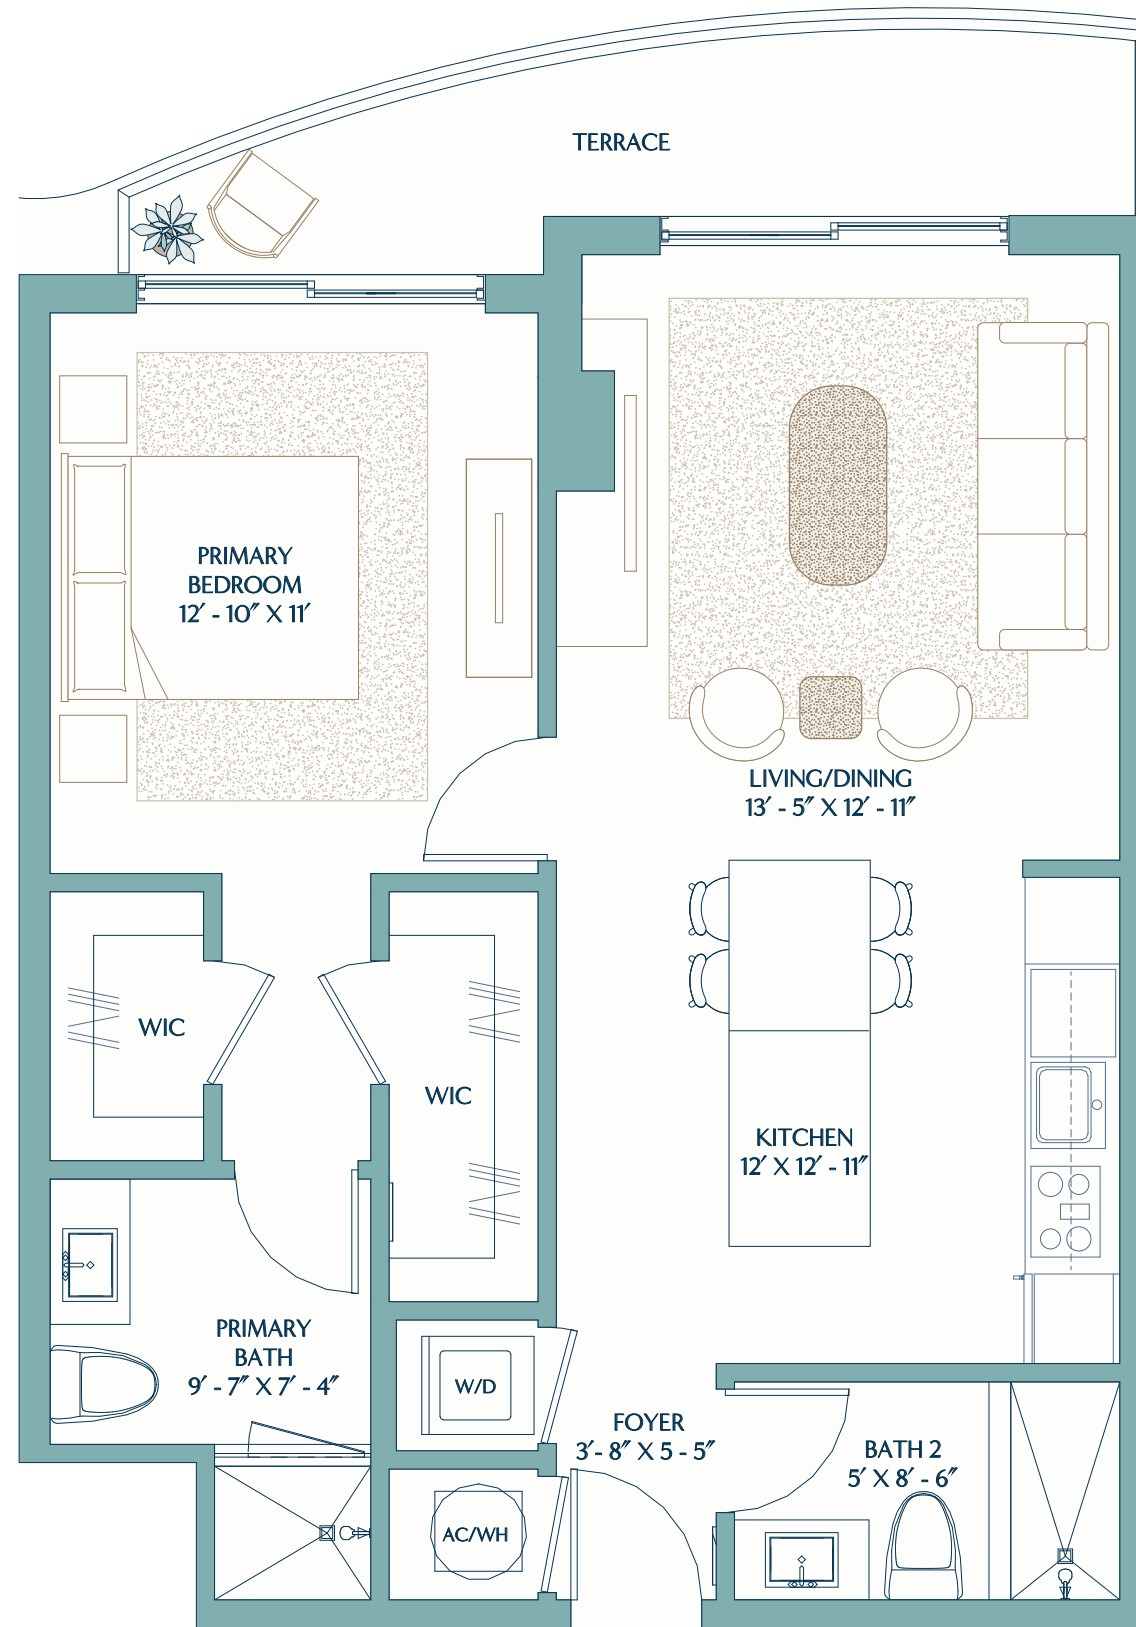 TERRACE
PRIMARY
BEDROOM
12′ - 10″ X 11′
LIVING/DINING
13′ - 5″ X 12′ - 11″
WIC
WIC
KITCHEN
12′ X 12′ - 11″
PRIMARY
BATH
9′ - 7″ X 7′ - 4″
W/D
FOYER
3′- 8″ X 5 - 5″
BATH 2
5′ X 8′ - 6″
AC/WH